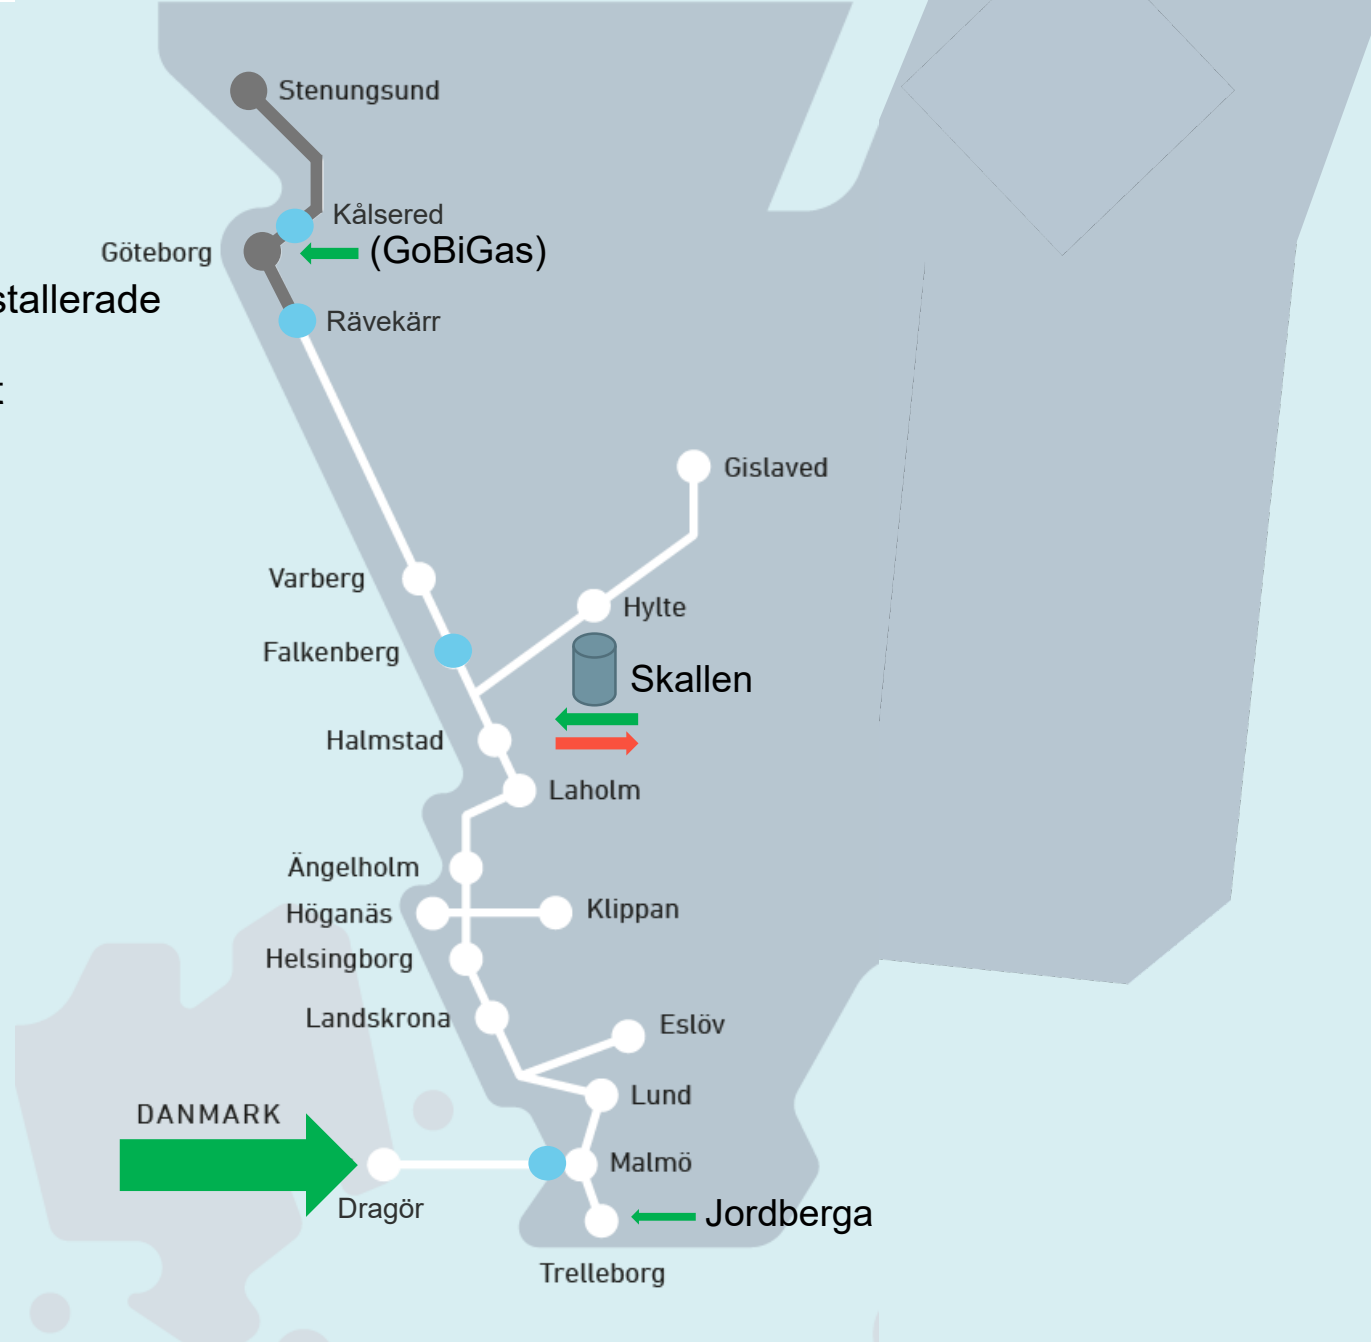 Stenungsund
Kålsered
(GoBiGas)
Göteborg
stallerade
Rävekärr
t
Gislaved
Varberg
Hylte
Falkenberg
Skallen
Halmstad
Laholm
Ängelholm
Höganäs
Klippan
Helsingborg
Landskrona
Eslöv
Lund
DANMARK
Malmö
Dragör
Jordberga
Trelleborg